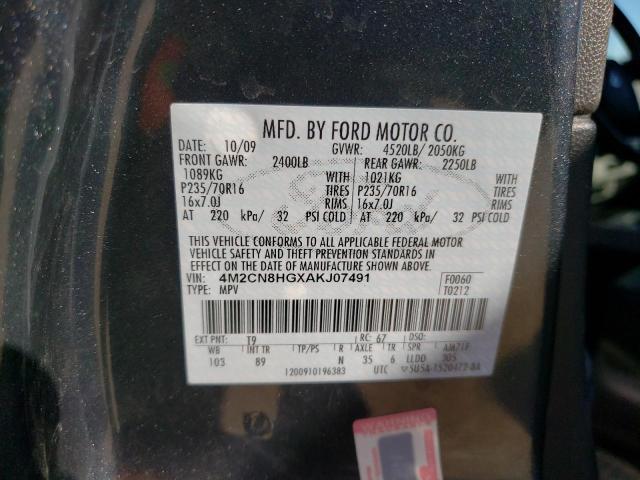 MFD. BY FORD MOTOR CO.
DATE: 10/09 GVWR: 4520LB/ 2050KG
FRONT GAWR: 2400LB REAR GAWR: 2250LB
1089KG WITH 1021KG WITH
P235/70R16 TIRES P235/70R16 TIRES
16x7.0J RIMS 16x7.0J RIMS
AT 220 kPa/ 32 PSI COLD AT 220 kPa/ 32 PSI COLD
THIS VEHICLE CONFORMS TO ALL APPLICABLE FEDERAL MOTOR
VEHICLE SAFETY AND THEFT PREVENTION STANDARDS IN
EFFECT ON THE DATE OF MANUFACTURE SHOWN ABOVE.
VIN: 4M2CN8HGXAKJ07491 F0060
TYPE: MPV T0212
EXT PNT: T9 RC: 67 DSO:
WB INT TR TP/PS R AXLE TR SPR
103 89 N 35 6 LLDO 305
1200910196383 UTC